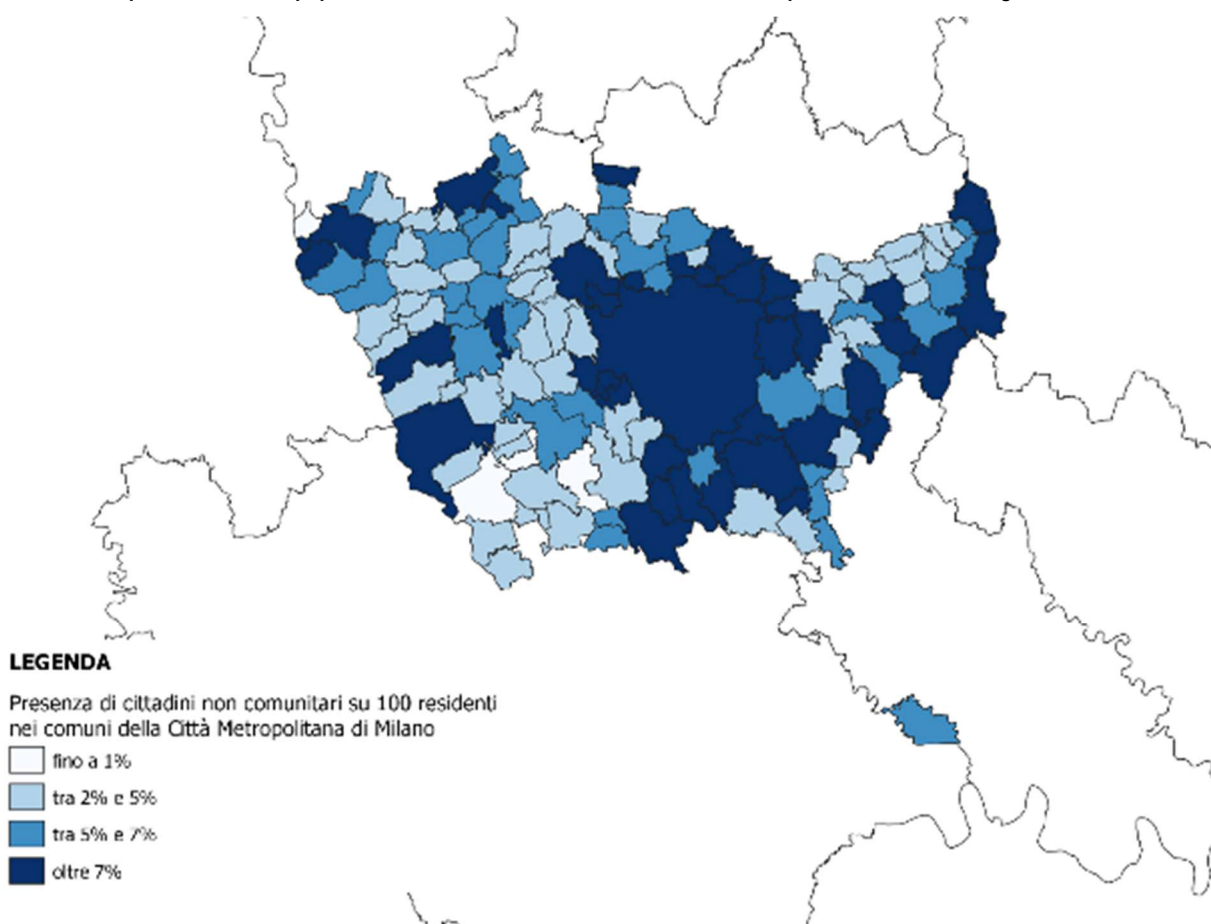 LEGENDA
Presenza di cittadini non comunitari su 100 residenti
nei comuni della Città Metropolitana di Milano
fino a 1%
tra 2% e 5%
tra 5% e 7%
oltre 7%